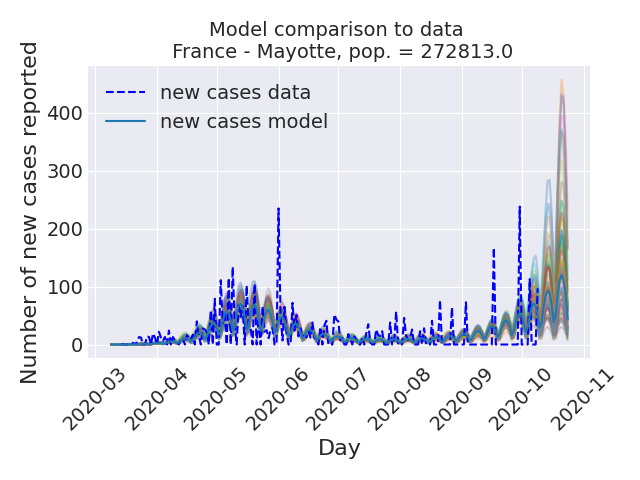 Model comparison to data
France - Mayotte, pop. = 272813.0
Number of new cases reported
new cases data
new cases model
400
300
200
100
0
2020-03
2020-04
2020-05
2020-06
2020-07
2020-08
2020-09
2020-10
2020-11
Day